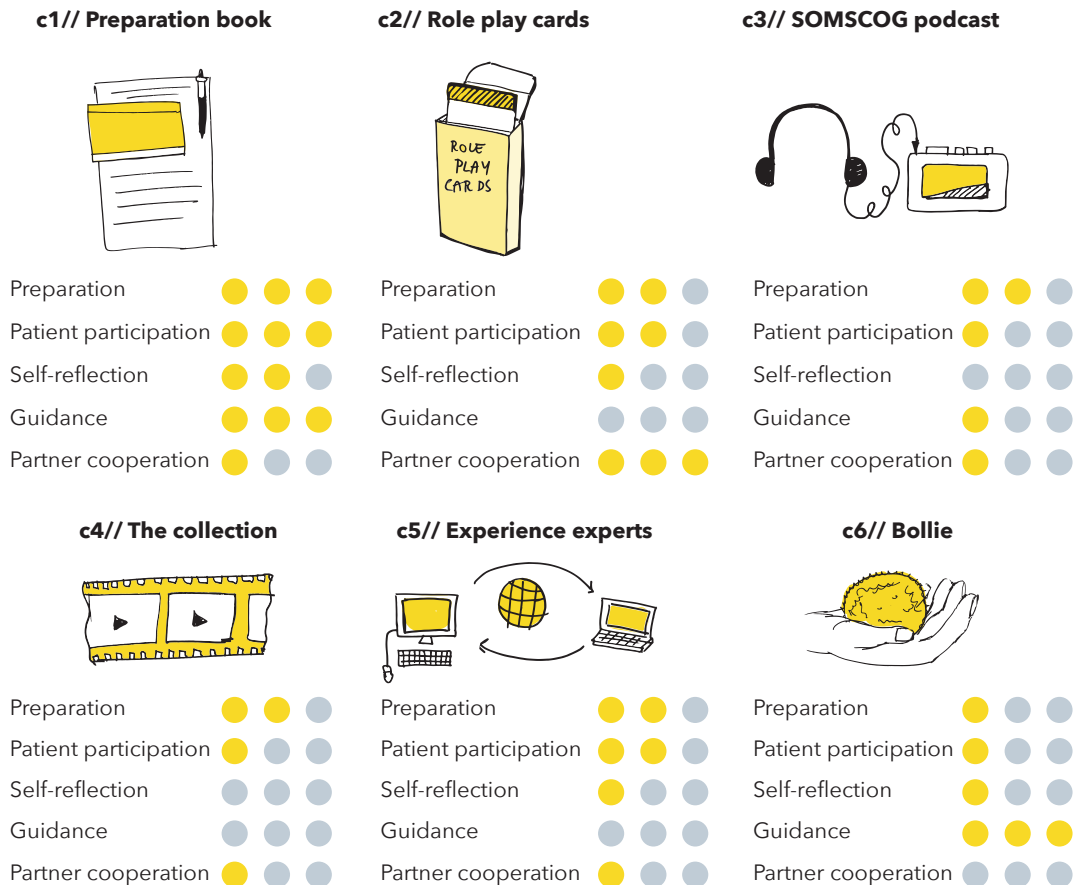 c1// Preparation book
c2// Role play cards
c3// SOMSCOG podcast
ROLE
PLAY
CARDS
Preparation
Patient participation
Self-reflection
Guidance
Partner cooperation
Preparation
Patient participation
Self-reflection
Guidance
Partner cooperation
Preparation
Patient participation
Self-reflection
Guidance
Partner cooperation
c4// The collection
c5// Experience experts
c6// Bollie
Preparation
Patient participation
Self-reflection
Guidance
Partner cooperation
Preparation
Patient participation
Self-reflection
Guidance
Partner cooperation
Preparation
Patient participation
Self-reflection
Guidance
Partner cooperation